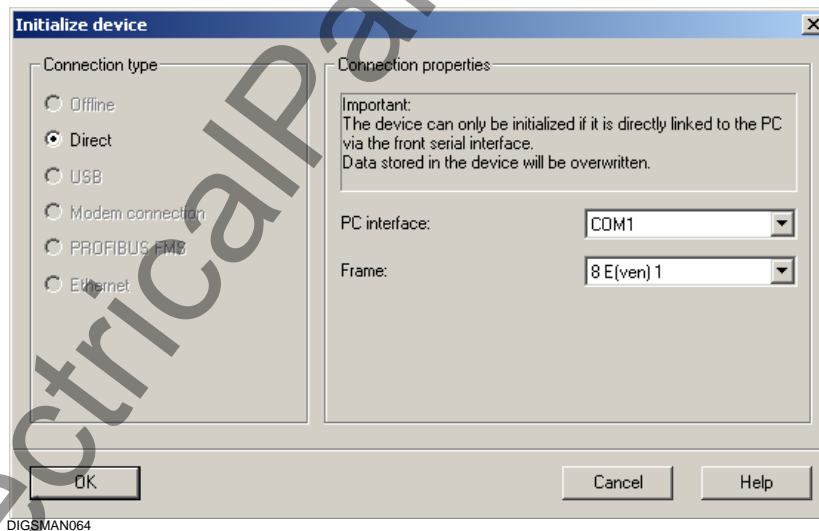 Initialize device
Connection type
Offline
Direct
USB
Modem connection
PROFIBUS FMS
Ethernet
Connection properties
Important:
The device can only be initialized if it is directly linked to the PC
via the front serial interface.
Data stored in the device will be overwritten.
PC interface:
COM1
Frame:
8 E(ven) 1
OK
Cancel
Help
DIGSMAN064